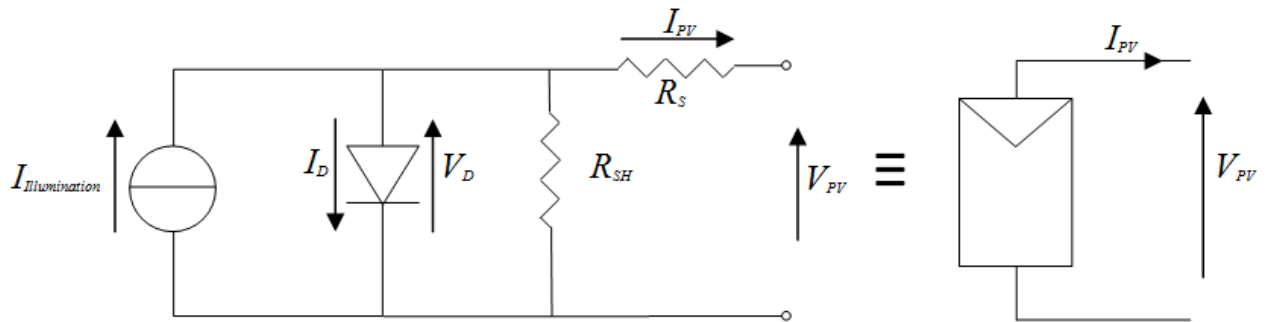 I_PV
R_S
I_Illumination
I_D
V_D
R_SH
V_PV
≡
I_PV
V_PV